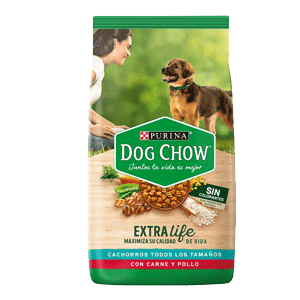 PURINA
DOG CHOW
Juntos la vida es mejor
SIN
COLORANTES
EXTRA life
MAXIMIZA SU CALIDAD DE VIDA
CACHORROS TODOS LOS TAMAÑOS
CON CARNE Y POLLO